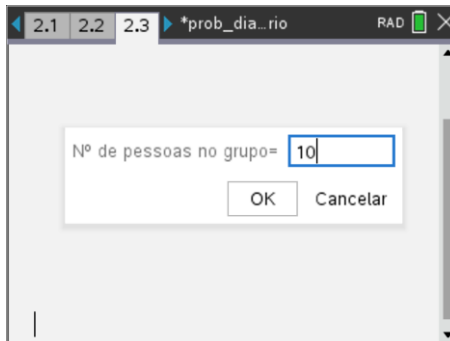 2.1 2.2 2.3 *prob_dia…rio RAD
Nº de pessoas no grupo= 10
OK Cancelar